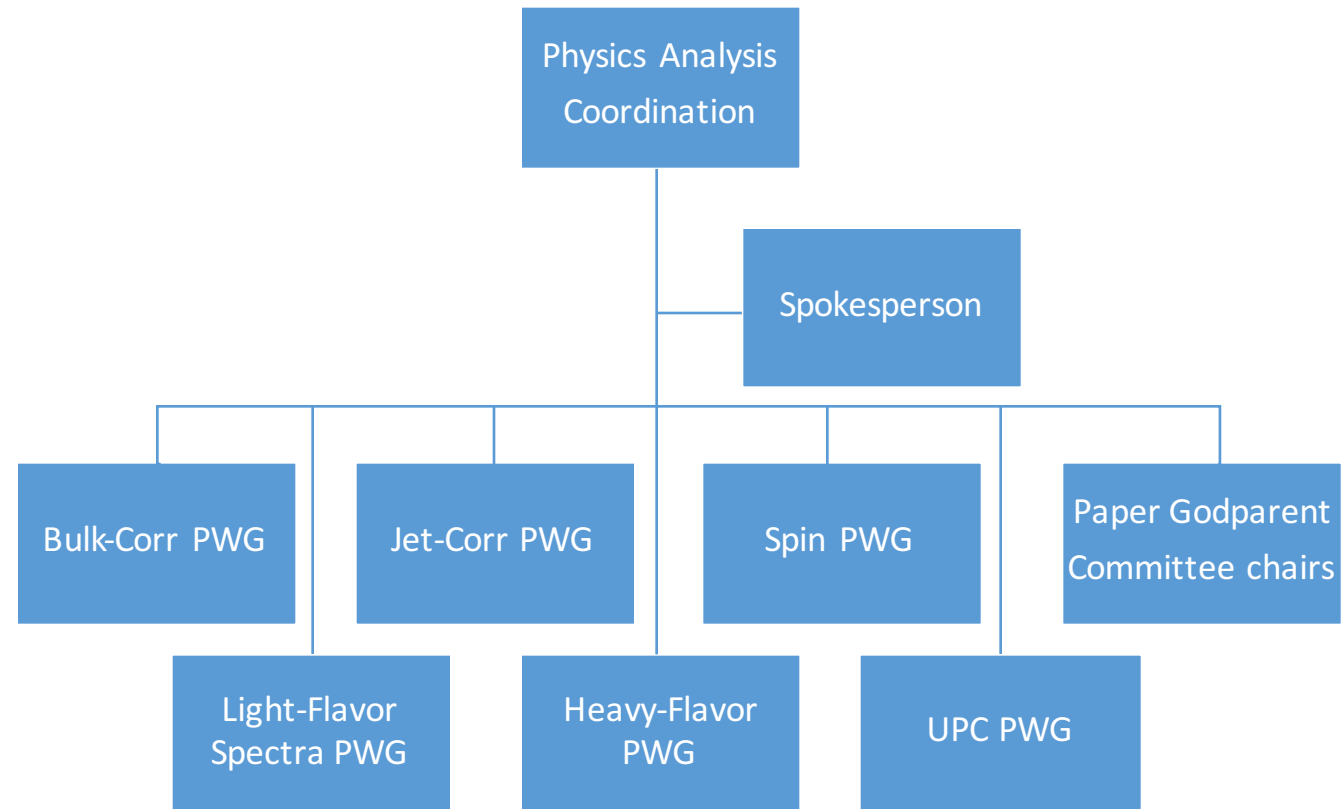 Physics Analysis
Coordination
Spokesperson
Bulk-Corr PWG
Jet-Corr PWG
Spin PWG
Paper Godparent
Committee chairs
Light-Flavor
Spectra PWG
Heavy-Flavor
PWG
UPC PWG